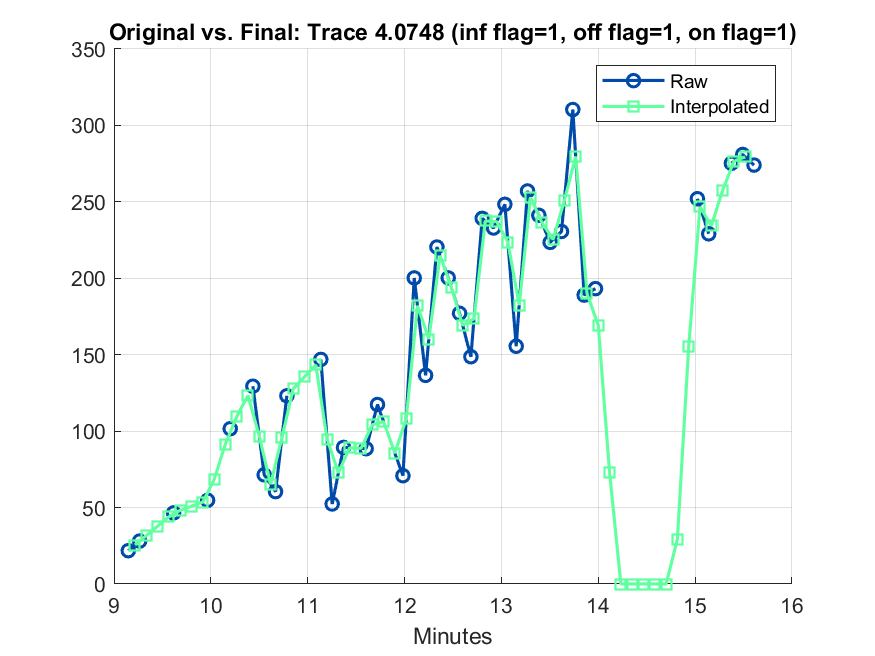 Original vs. Final: Trace 4.0748 (inf flag=1, off flag=1, on flag=1)
350
300
250
200
150
100
50
0
Raw
Interpolated
9 10 11 12 13 14 15 16
Minutes